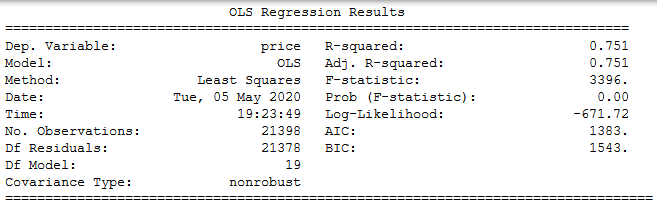 OLS Regression Results
==============================================================================
Dep. Variable: price R-squared: 0.751
Model: OLS Adj. R-squared: 0.751
Method: Least Squares F-statistic: 3396.
Date: Tue, 05 May 2020 Prob (F-statistic): 0.00
Time: 19:23:49 Log-Likelihood: -671.72
No. Observations: 21398 AIC: 1383.
Df Residuals: 21378 BIC: 1543.
Df Model: 19
Covariance Type: nonrobust
=================================================================================